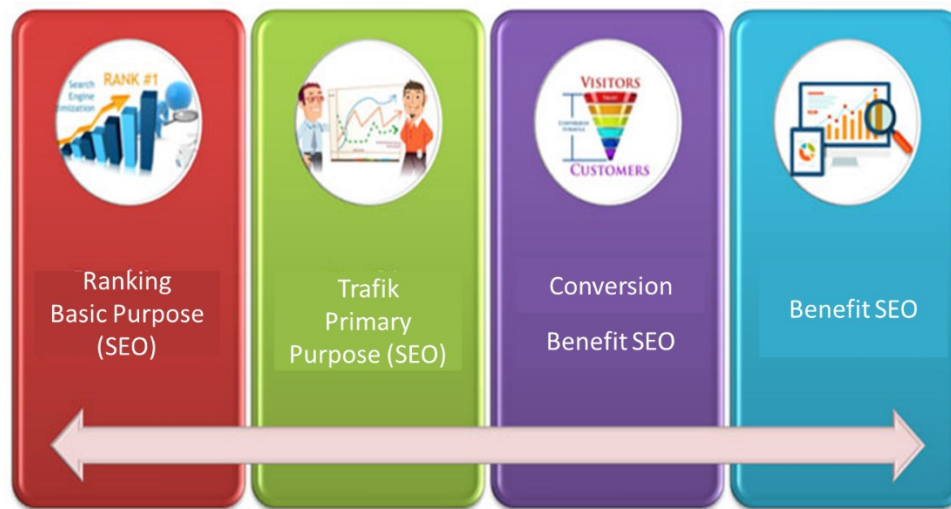 Search
RANK #1
Engine
VISITORS
TRUST
CUSTOMERS
Ranking
Basic Purpose
(SEO)
Trafik
Primary
Purpose (SEO)
Conversion
Benefit SEO
Benefit SEO